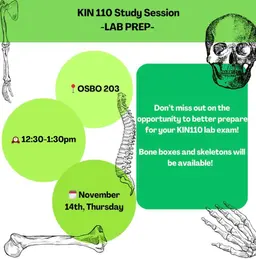 KIN 110 Study Session
-LAB PREP-
OSBO 203
12:30-1:30pm
November
14th, Thursday
Don't miss out on the
opportunity to better prepare
for your KIN110 lab exam!
Bone boxes and skeletons will
be available!